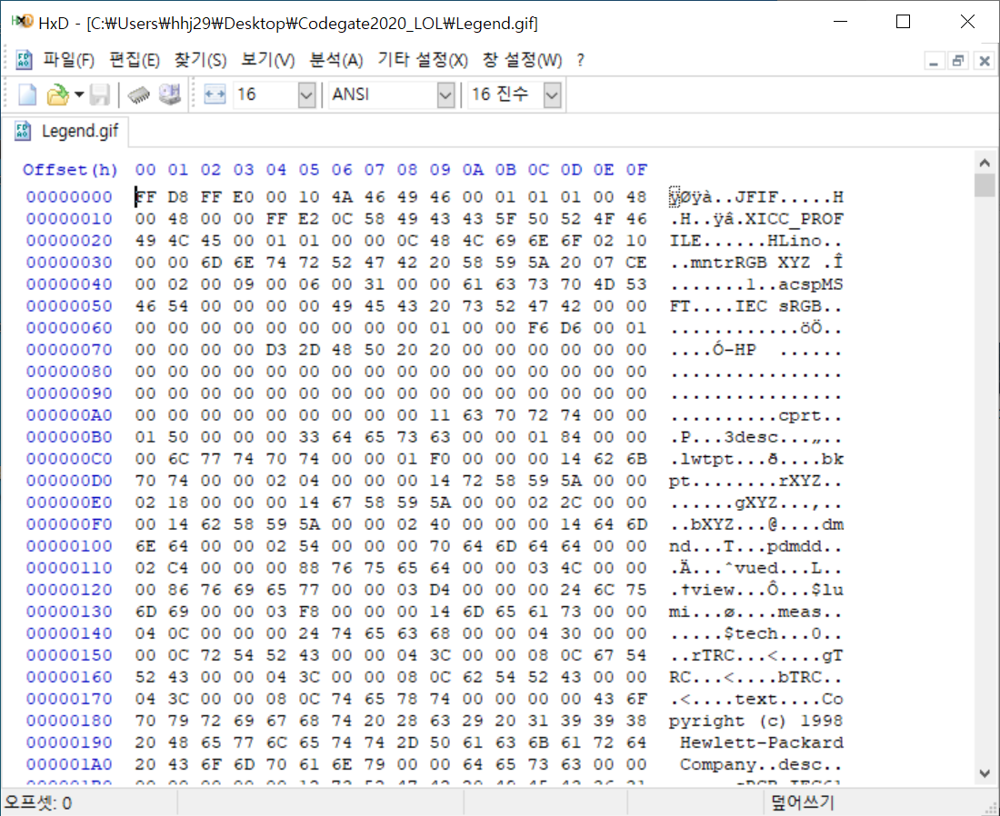 HxD - [C:₩Users₩hhj29₩Desktop₩Codegate2020_LOL₩Legend.gif]
파일(F) 편집(E) 찾기(S) 보기(V) 분석(A) 기타 설정(X) 창 설정(W) ?
16 ANSI 16 진수
Legend.gif
Offset(h) 00 01 02 03 04 05 06 07 08 09 0A 0B 0C 0D 0E 0F
00000000 FF D8 FF E0 00 10 4A 46 49 46 00 01 01 01 00 48 ÿØÿà..JFIF.....H
00000010 00 48 00 00 FF E2 0C 58 49 43 43 5F 50 52 4F 46 .H..ÿâ.XICC_PROF
00000020 49 4C 45 00 01 01 00 00 0C 48 4C 69 6E 6F 02 10 ILE......HLino..
00000030 00 00 6D 6E 74 72 52 47 42 20 58 59 5A 20 07 CE ..mntrRGB XYZ .Î
00000040 00 02 00 09 00 06 00 31 00 00 61 63 73 70 4D 53 .......1..acspMS
00000050 46 54 00 00 00 00 49 45 43 20 73 52 47 42 00 00 FT....IEC sRGB..
00000060 00 00 00 00 00 00 00 00 00 01 00 00 F6 D6 00 01 ............öÖ..
00000070 00 00 00 00 D3 2D 48 50 20 20 00 00 00 00 00 00 ....Ó-HP  ......
00000080 00 00 00 00 00 00 00 00 00 00 00 00 00 00 00 00 ................
00000090 00 00 00 00 00 00 00 00 00 00 00 00 00 00 00 00 ................
000000A0 00 00 00 00 00 00 00 00 00 11 63 70 72 74 00 00 ..........cprt..
000000B0 01 50 00 00 00 33 64 65 73 63 00 00 01 84 00 00 .P...3desc...„..
000000C0 00 6C 77 74 70 74 00 00 01 F0 00 00 00 14 62 6B .lwtpt...ð....bk
000000D0 70 74 00 00 02 04 00 00 00 14 72 58 59 5A 00 00 pt........rXYZ..
000000E0 02 18 00 00 00 14 67 58 59 5A 00 00 02 2C 00 00 ......gXYZ...,..
000000F0 00 14 62 58 59 5A 00 00 02 40 00 00 00 14 64 6D ..bXYZ...@....dm
00000100 6E 64 00 00 02 54 00 00 00 70 64 6D 64 64 00 00 nd...T...pdmdd..
00000110 02 C4 00 00 00 88 76 75 65 64 00 00 03 4C 00 00 .Ä...ˆvued...L..
00000120 00 86 76 69 65 77 00 00 03 D4 00 00 00 24 6C 75 .†view...Ô...$lu
00000130 6D 69 00 00 03 F8 00 00 00 14 6D 65 61 73 00 00 mi...ø....meas..
00000140 04 0C 00 00 00 24 74 65 63 68 00 00 04 30 00 00 .....$tech...0..
00000150 00 0C 72 54 52 43 00 00 04 3C 00 00 08 0C 67 54 ..rTRC...<....gT
00000160 52 43 00 00 04 3C 00 00 08 0C 62 54 52 43 00 00 RC...<....bTRC..
00000170 04 3C 00 00 08 0C 74 65 78 74 00 00 00 00 43 6F .<....text....Co
00000180 70 79 72 69 67 68 74 20 28 63 29 20 31 39 39 38 pyright (c) 1998
00000190 20 48 65 77 6C 65 74 74 2D 50 61 63 6B 61 72 64 Hewlett-Packard
000001A0 20 43 6F 6D 70 61 6E 79 00 00 64 65 73 63 00 00 Company..desc..
오프셋: 0 덮어쓰기